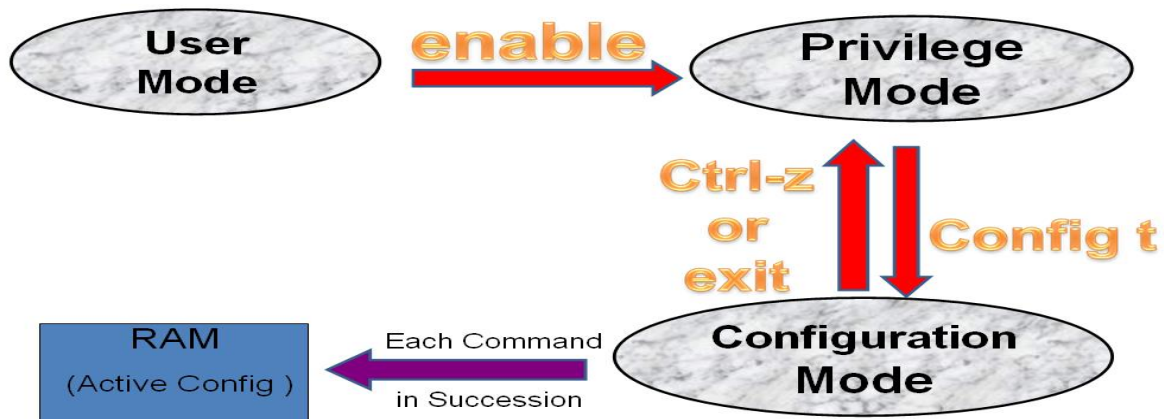 User
Mode
enable
Privilege
Mode
Ctrl-z
or
exit
Config t
Configuration
Mode
Each Command
in Succession
RAM
(Active Config )